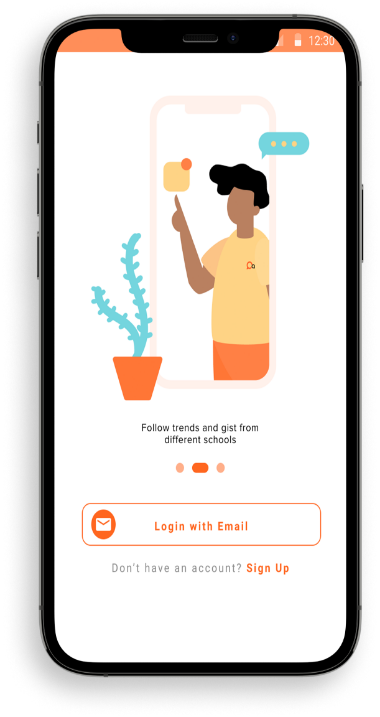 12.30
Follow trends and gist from
different schools
Login with Email
Don't have an account? Sign Up